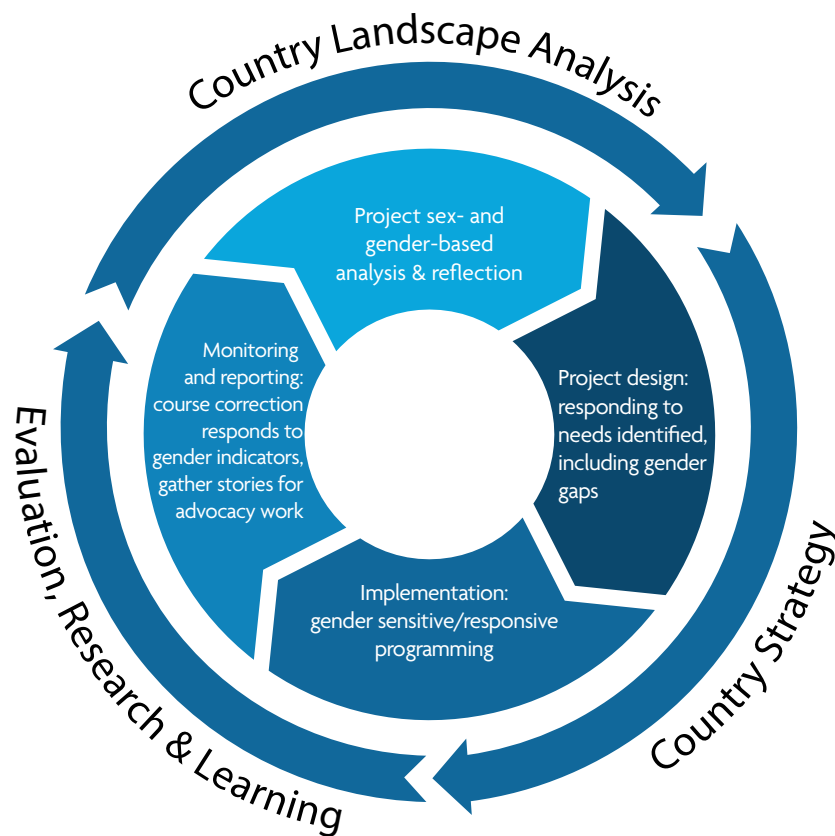 Country Landscape Analysis
Project sex- and
gender-based
analysis & reflection
Project design:
responding to
needs identified,
including gender
gaps
Implementation:
gender sensitive/responsive
programming
Monitoring
and reporting:
course correction
responds to
gender indicators,
gather stories for
advocacy work
Country Strategy
Evaluation, Research & Learning